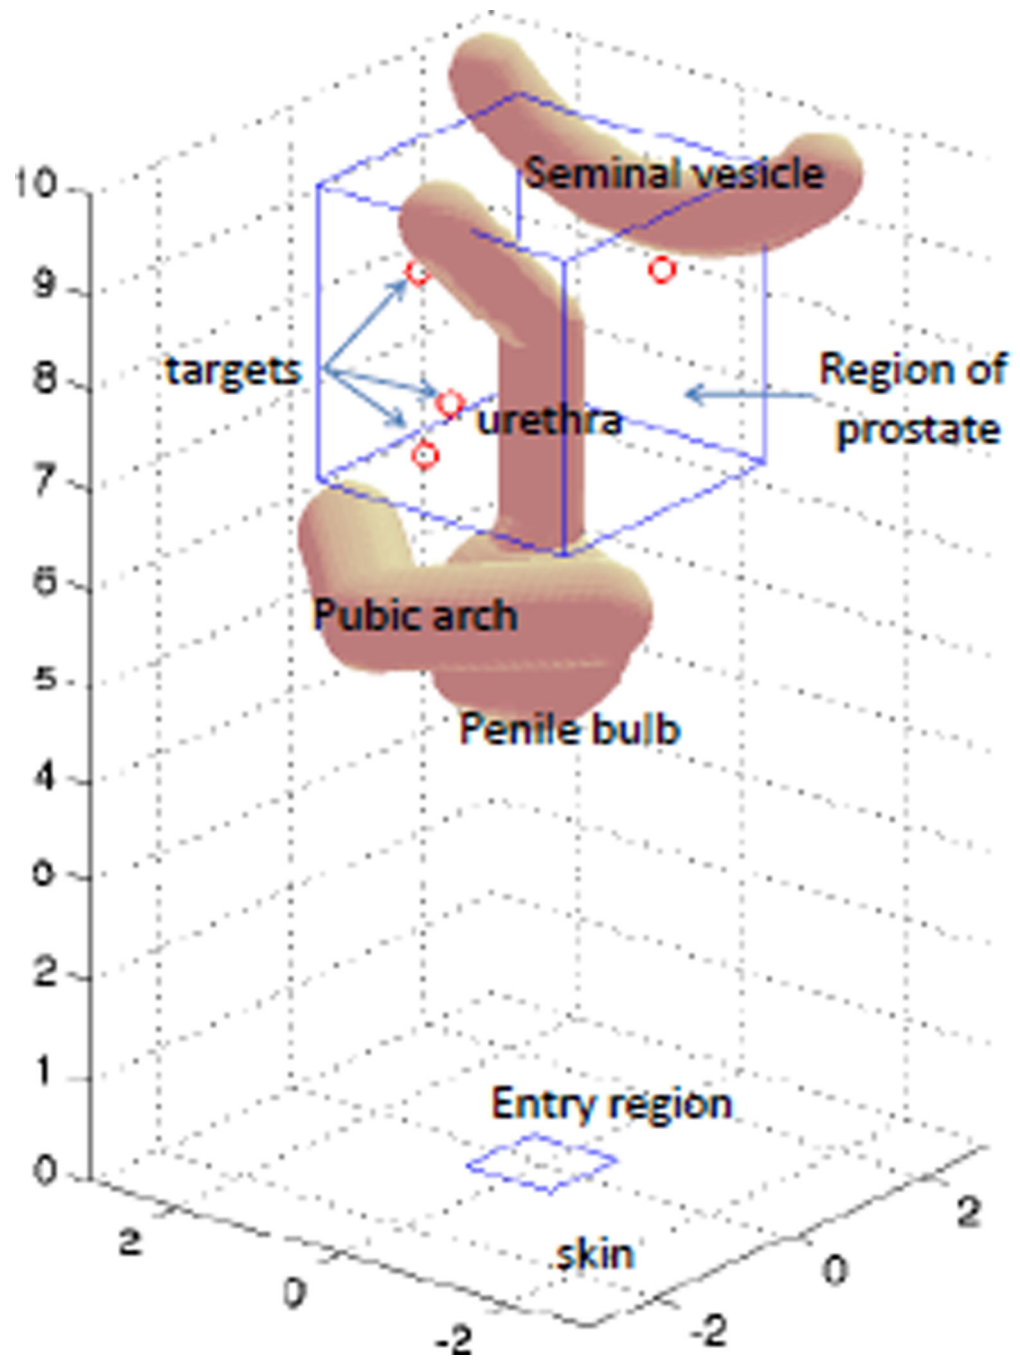 Seminal vesicle
10
9
targets
8
Region of
prostate
urethra
7
6
Pubic arch
5
Penile bulb
4
0
2
1
Entry region
0
skin
2
0
-2
-2
0
2